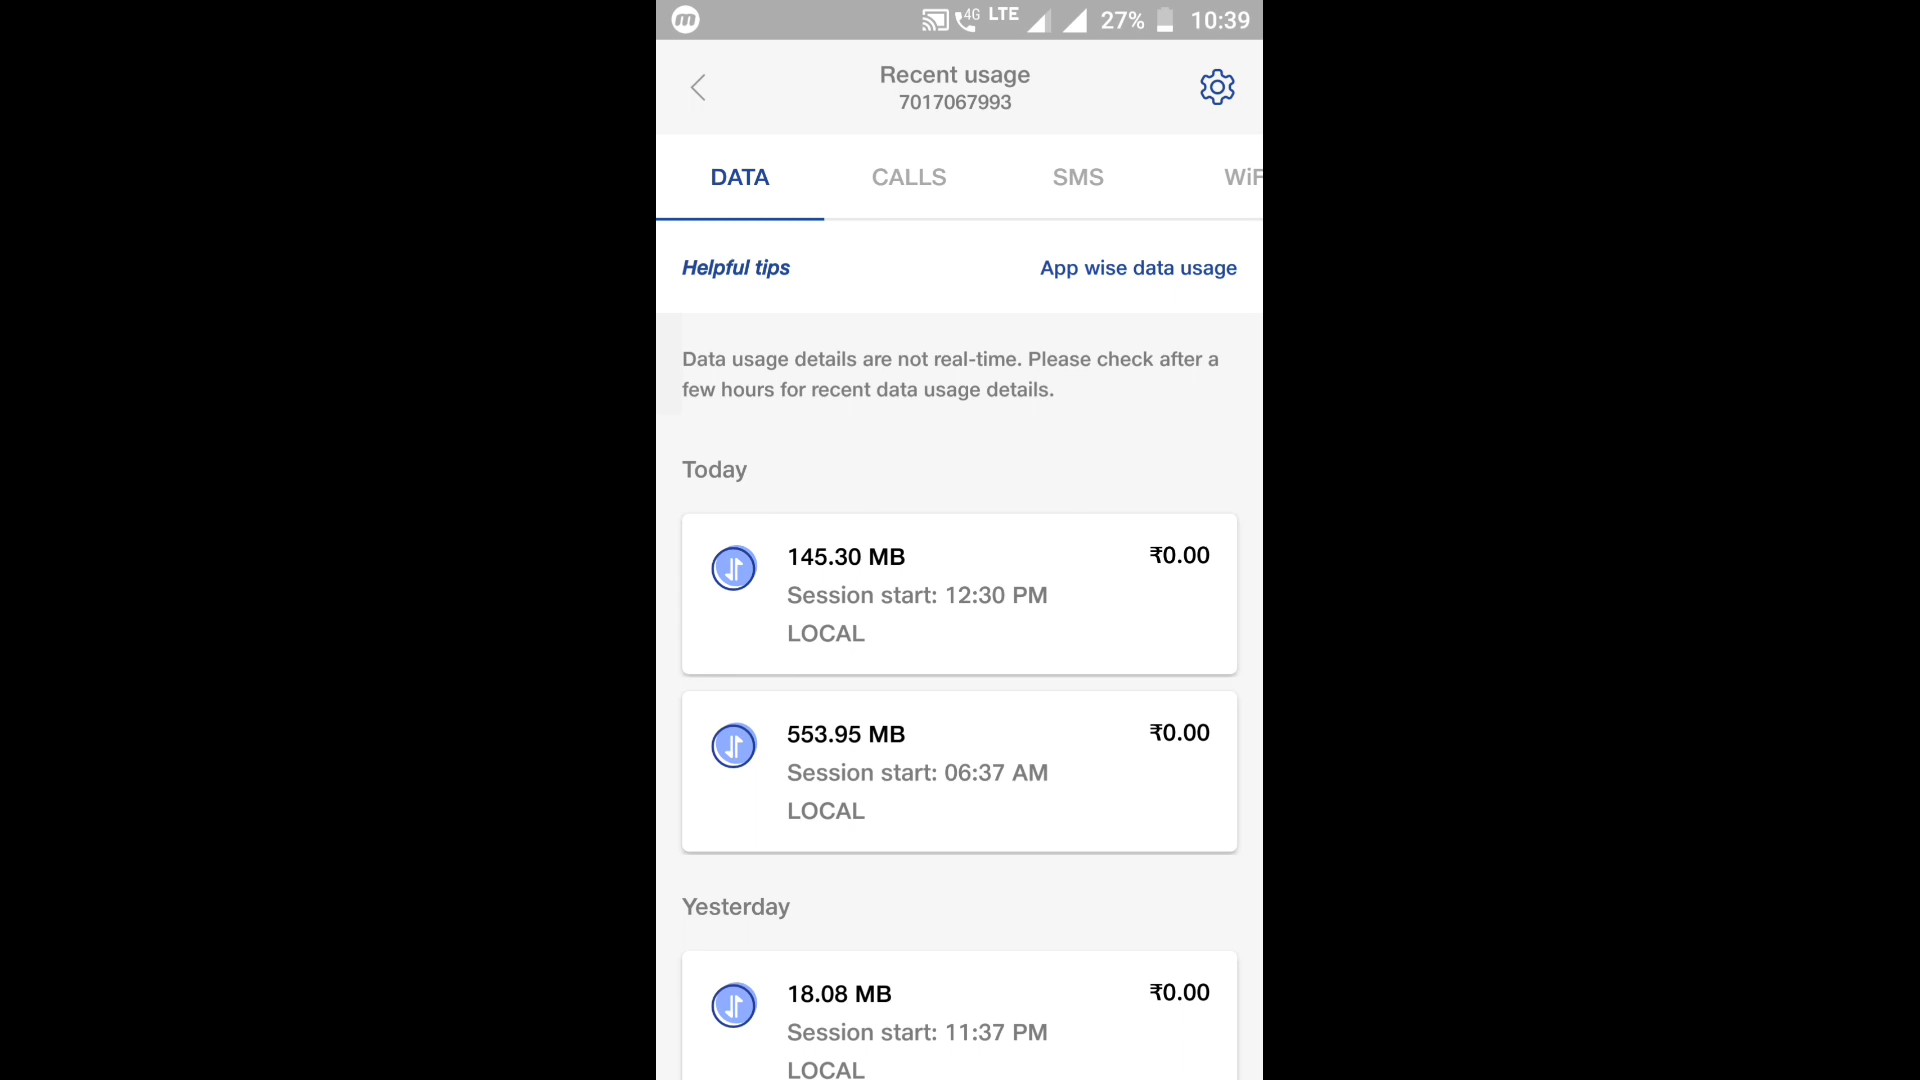 m 4G LTE 27% 10:39
Recent usage
7017067993
DATA CALLS SMS WiF
Helpful tips App wise data usage
Data usage details are not real-time. Please check after a
few hours for recent data usage details.
Today
145.30 MB ₹0.00
Session start: 12:30 PM
LOCAL
553.95 MB ₹0.00
Session start: 06:37 AM
LOCAL
Yesterday
18.08 MB ₹0.00
Session start: 11:37 PM
LOCAL